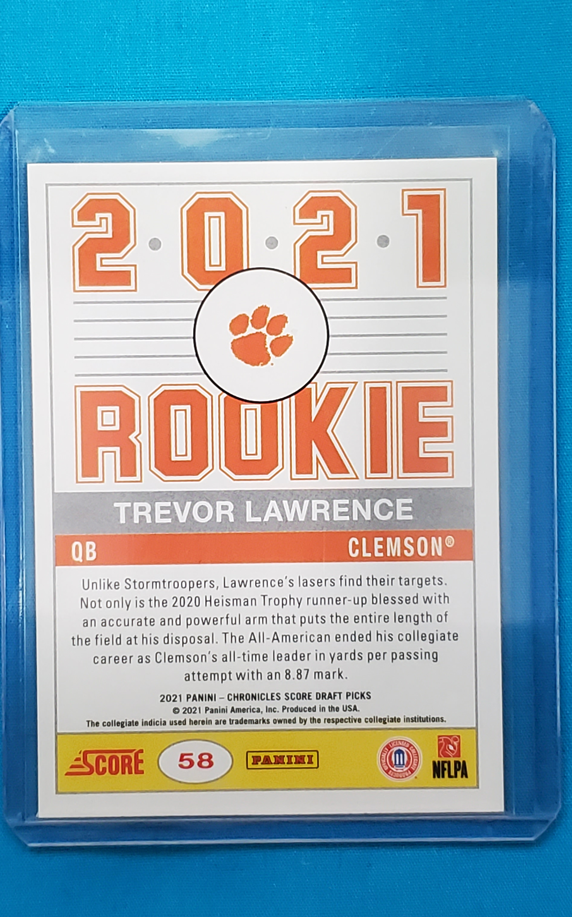 2·0·2·1
ROOKIE
TREVOR LAWRENCE
QB CLEMSON®
Unlike Stormtroopers, Lawrence's lasers find their targets.
Not only is the 2020 Heisman Trophy runner-up blessed with
an accurate and powerful arm that puts the entire length of
the field at his disposal. The All-American ended his collegiate
career as Clemson's all-time leader in yards per passing
attempt with an 8.87 mark.
2021 PANINI – CHRONICLES SCORE DRAFT PICKS
© 2021 Panini America, Inc. Produced in the USA.
The collegiate indicia used herein are trademarks owned by the respective collegiate institutions.
SCORE 58 PANINI NFLPA